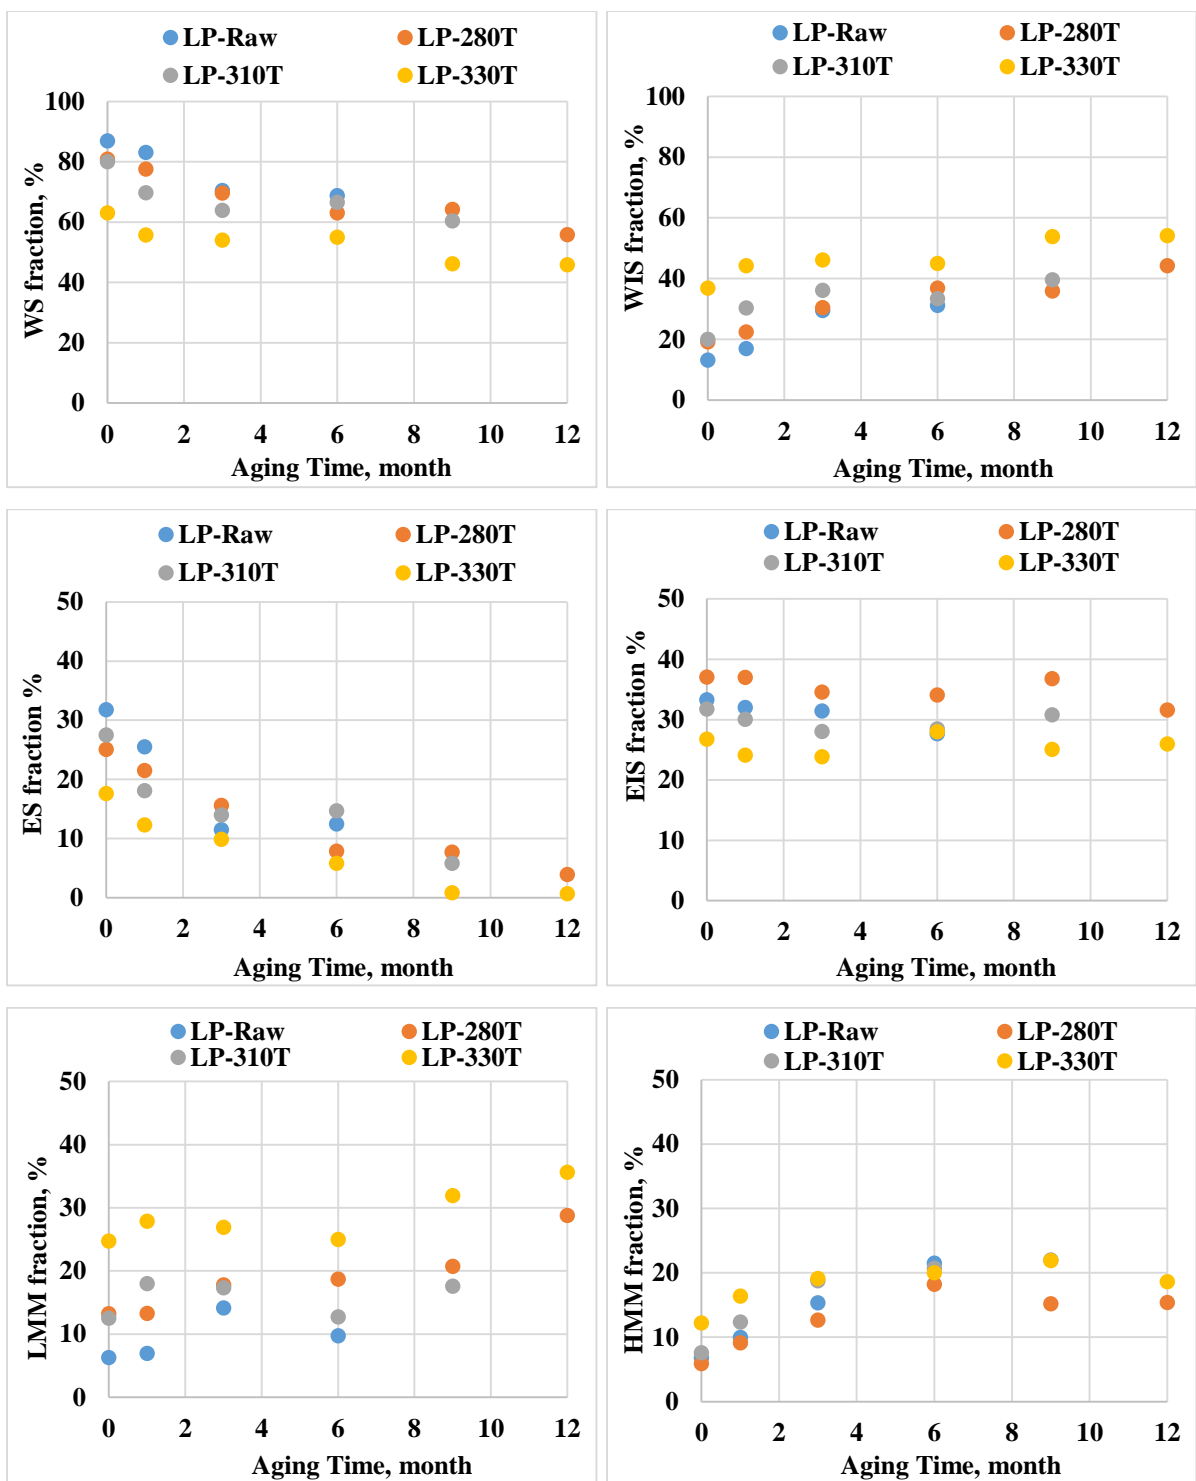 LP-Raw LP-280T
LP-310T LP-330T
WS fraction, %
100
80
60
40
20
0
0 2 4 6 8 10 12
Aging Time, month
LP-Raw LP-280T
LP-310T LP-330T
WIS fraction, %
100
80
60
40
20
0
0 2 4 6 8 10 12
Aging Time, month
LP-Raw LP-280T
LP-310T LP-330T
ES fraction %
50
40
30
20
10
0
0 2 4 6 8 10 12
Aging Time, month
LP-Raw LP-280T
LP-310T LP-330T
EIS fraction %
50
40
30
20
10
0
0 2 4 6 8 10 12
Aging Time, month
LP-Raw LP-280T
LP-310T LP-330T
LMM fraction, %
50
40
30
20
10
0
0 2 4 6 8 10 12
Aging Time, month
LP-Raw LP-280T
LP-310T LP-330T
HMM fraction, %
50
40
30
20
10
0
0 2 4 6 8 10 12
Aging Time, month